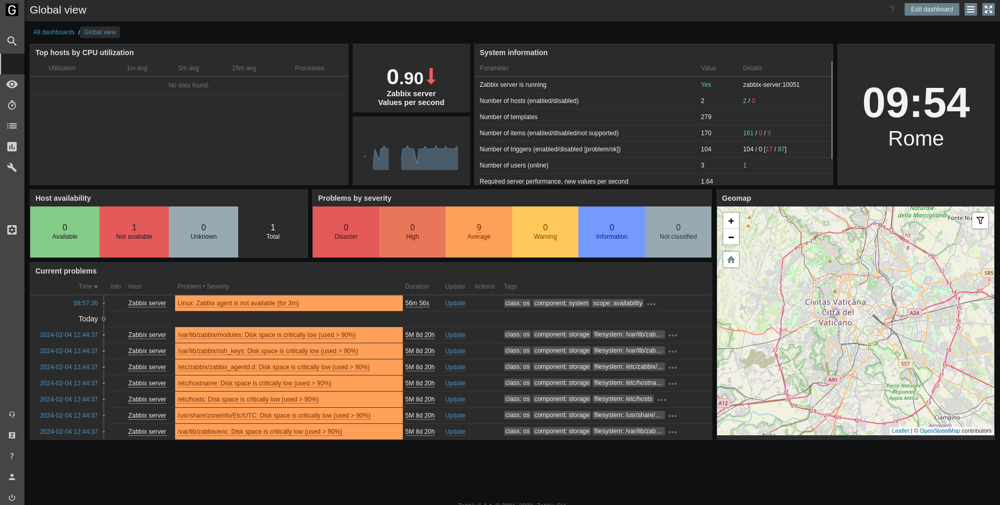 G
Global view
?
Edit dashboard
All dashboards / Global view
Top hosts by CPU utilization
Utilization 1m avg 5m avg 15m avg Processes
No data found.
0.90
Zabbix server
Values per second
System information
Parameter Value Details
Zabbix server is running Yes zabbix-server:10051
Number of hosts (enabled/disabled) 2 2 / 0
Number of templates 279
Number of items (enabled/disabled/not supported) 170 161 / 0 / 9
Number of triggers (enabled/disabled [problem/ok]) 104 104 / 0 [17 / 87]
Number of users (online) 3 1
Required server performance, new values per second 1.64
09:54
Rome
Host availability
0 1 0 1
Available Not available Unknown Total
Problems by severity
0 0 9 0 0 0
Disaster High Average Warning Information Not classified
Current problems
Time Info Host Problem • Severity Duration Update Actions Tags
08:57:26 Zabbix server Linux: Zabbix agent is not available (for 3m) 56m 56s Update class: os component: system scope: availability
Today
2024-02-04 12:44:37 Zabbix server /var/lib/zabbix/modules: Disk space is critically low (used > 90%) 5M 8d 20h Update class: os component: storage filesystem: /var/lib/zab…
2024-02-04 12:44:37 Zabbix server /var/lib/zabbix/ssh_keys: Disk space is critically low (used > 90%) 5M 8d 20h Update class: os component: storage filesystem: /var/lib/zab…
2024-02-04 12:44:37 Zabbix server /etc/zabbix/zabbix_agentd.d: Disk space is critically low (used > 90%) 5M 8d 20h Update class: os component: storage filesystem: /etc/zabbix/…
2024-02-04 12:44:37 Zabbix server /etc/hostname: Disk space is critically low (used > 90%) 5M 8d 20h Update class: os component: storage filesystem: /etc/hostna…
2024-02-04 12:44:37 Zabbix server /etc/hosts: Disk space is critically low (used > 90%) 5M 8d 20h Update class: os component: storage filesystem: /etc/hosts
2024-02-04 12:44:37 Zabbix server /usr/share/zoneinfo/Etc/UTC: Disk space is critically low (used > 90%) 5M 8d 20h Update class: os component: storage filesystem: /usr/share/…
2024-02-04 12:44:37 Zabbix server /var/lib/zabbix/enc: Disk space is critically low (used > 90%) 5M 8d 20h Update class: os component: storage filesystem: /var/lib/zab…
Geomap
+
−
Naturale
della Marcigliana
Fonte Nu
SR5
Civitas Vaticana
- Città del
Vaticano
A24
SS7
A91
Parco Naturale
Regionale
Appia Antica
A12
Ciampino
Aeroporto
Acilia
Leaflet | © OpenStreetMap contributors
Z
?